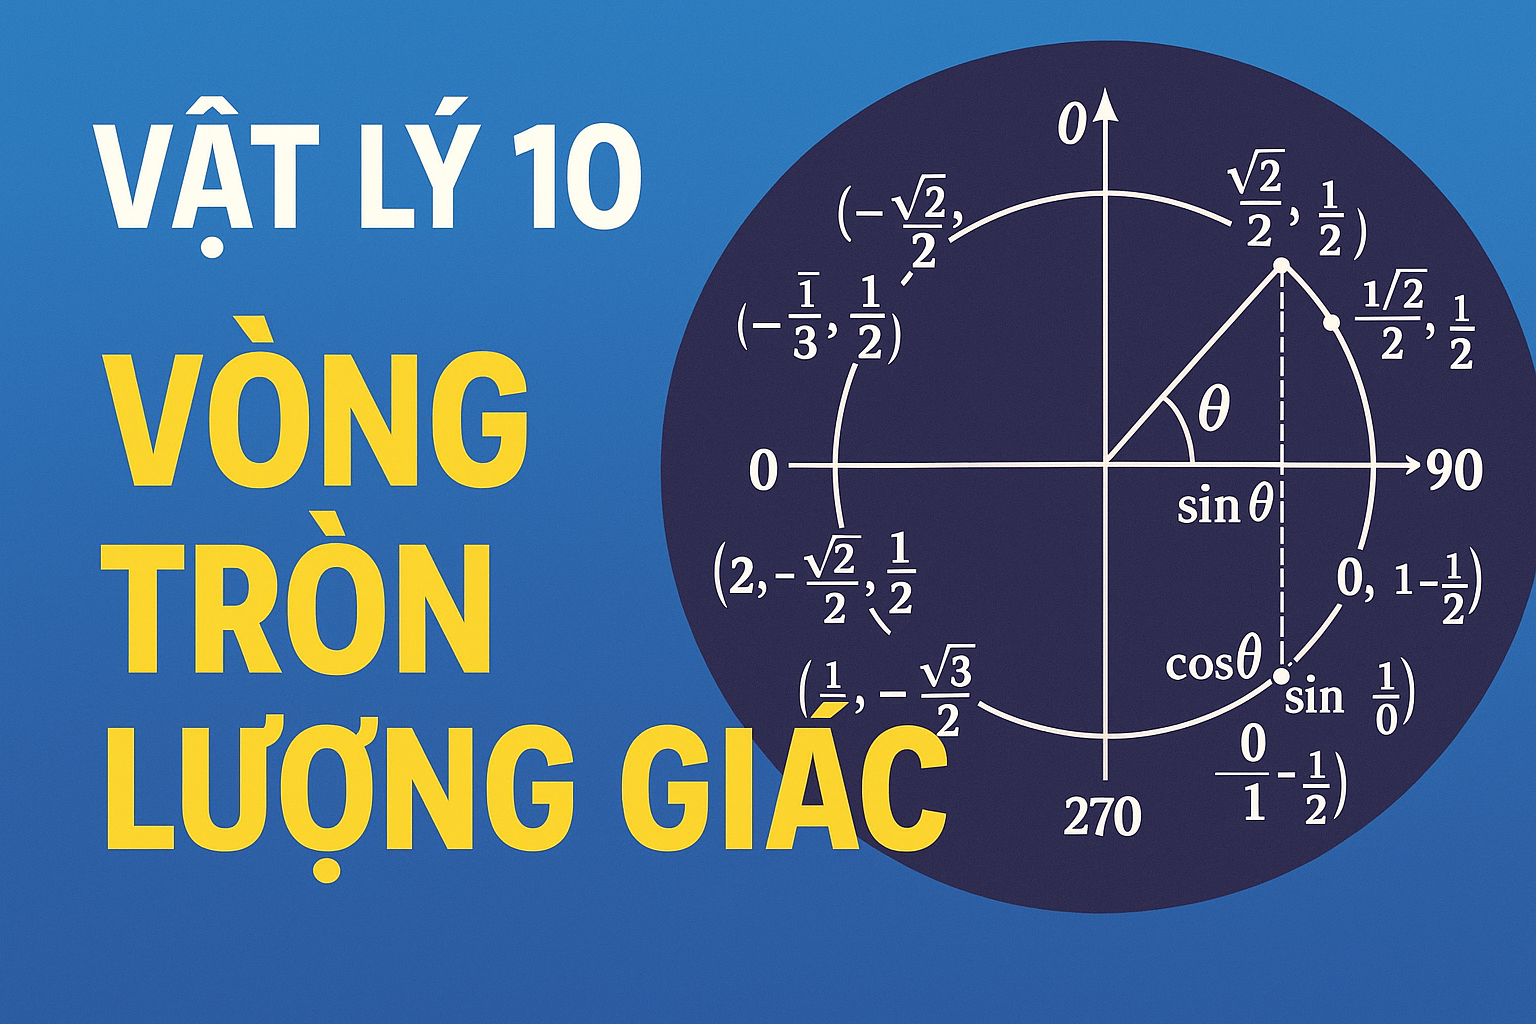 VẬT LÝ 10
VÒNG
TRÒN
LƯỢNG GIÁC
0
(−√2/2,
√2/2, 1/2)
(−1̅/3, 1/2)
1/√2/2, 1/2
θ
0
90
sin θ
(2,-√2/2, 1/2
0, 1-1/2)
cosθ
(1/, −√3/2
sin 1/0)
0/1-1/2)
270